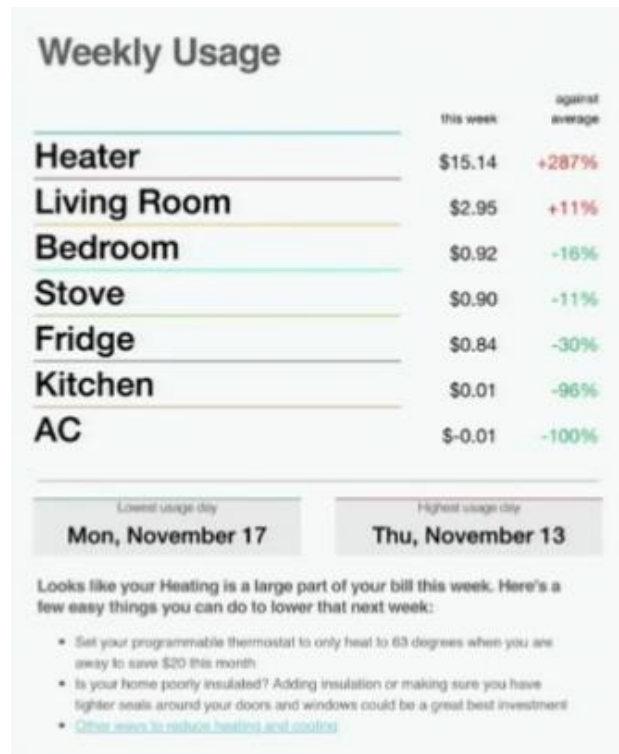 Weekly Usage
against
this week average
Heater $15.14 +287%
Living Room $2.95 +11%
Bedroom $0.92 -16%
Stove $0.90 -11%
Fridge $0.84 -30%
Kitchen $0.01 -96%
AC $-0.01 -100%
Lowest usage day Highest usage day
Mon, November 17 Thu, November 13
Looks like your Heating is a large part of your bill this week. Here's a
few easy things you can do to lower that next week:
• Set your programmable thermostat to only heat to 63 degrees when you are
away to save $20 this month
• Is your home poorly insulated? Adding insulation or making sure you have
tighter seals around your doors and windows could be a great best investment
• Other ways to reduce heating and cooling